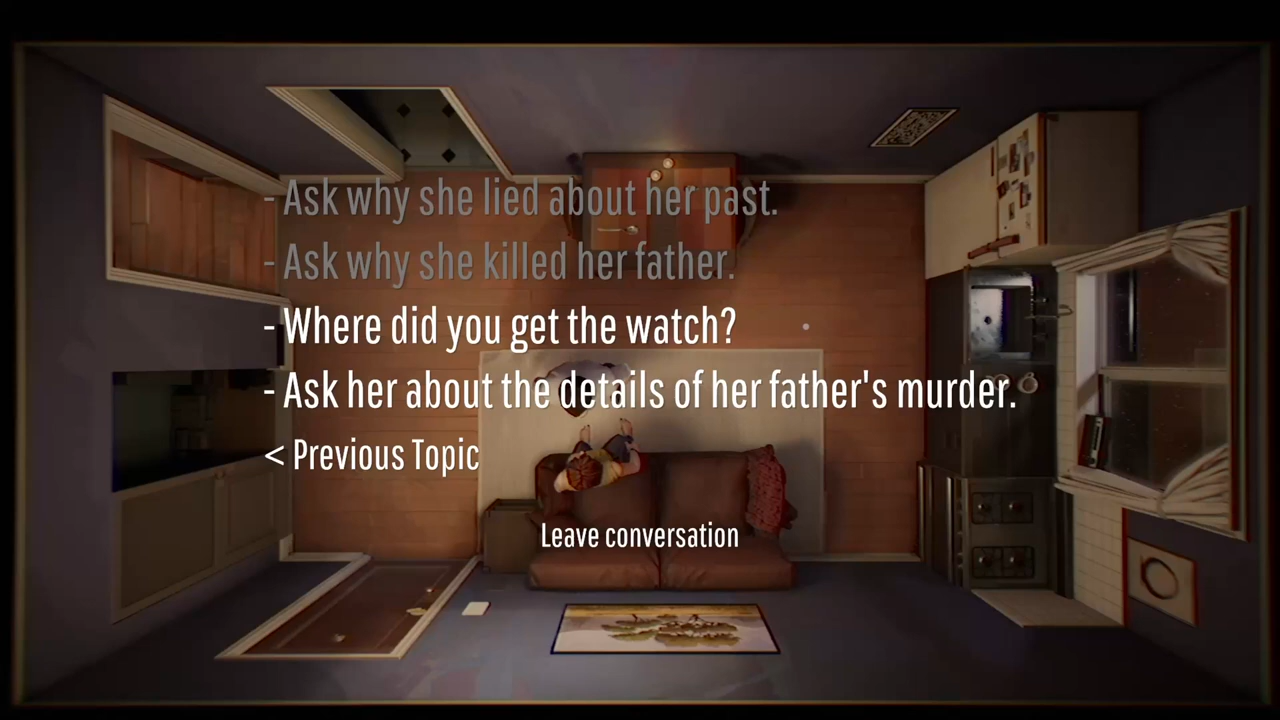 - Ask why she lied about her past.
- Ask why she killed her father.
- Where did you get the watch?
- Ask her about the details of her father's murder.
< Previous Topic
Leave conversation